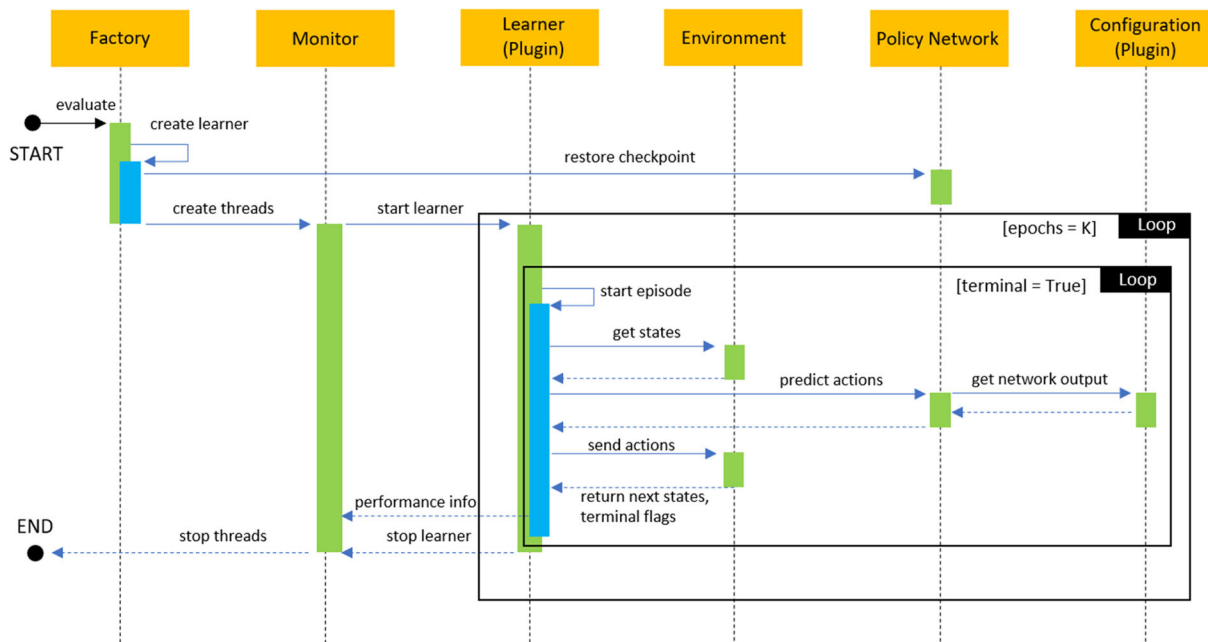 Factory
Monitor
Learner
(Plugin)
Environment
Policy Network
Configuration
(Plugin)
evaluate
START
create learner
restore checkpoint
create threads
start learner
[epochs = K]
Loop
[terminal = True]
Loop
start episode
get states
predict actions
get network output
send actions
return next states,
terminal flags
performance info
END
stop threads
stop learner